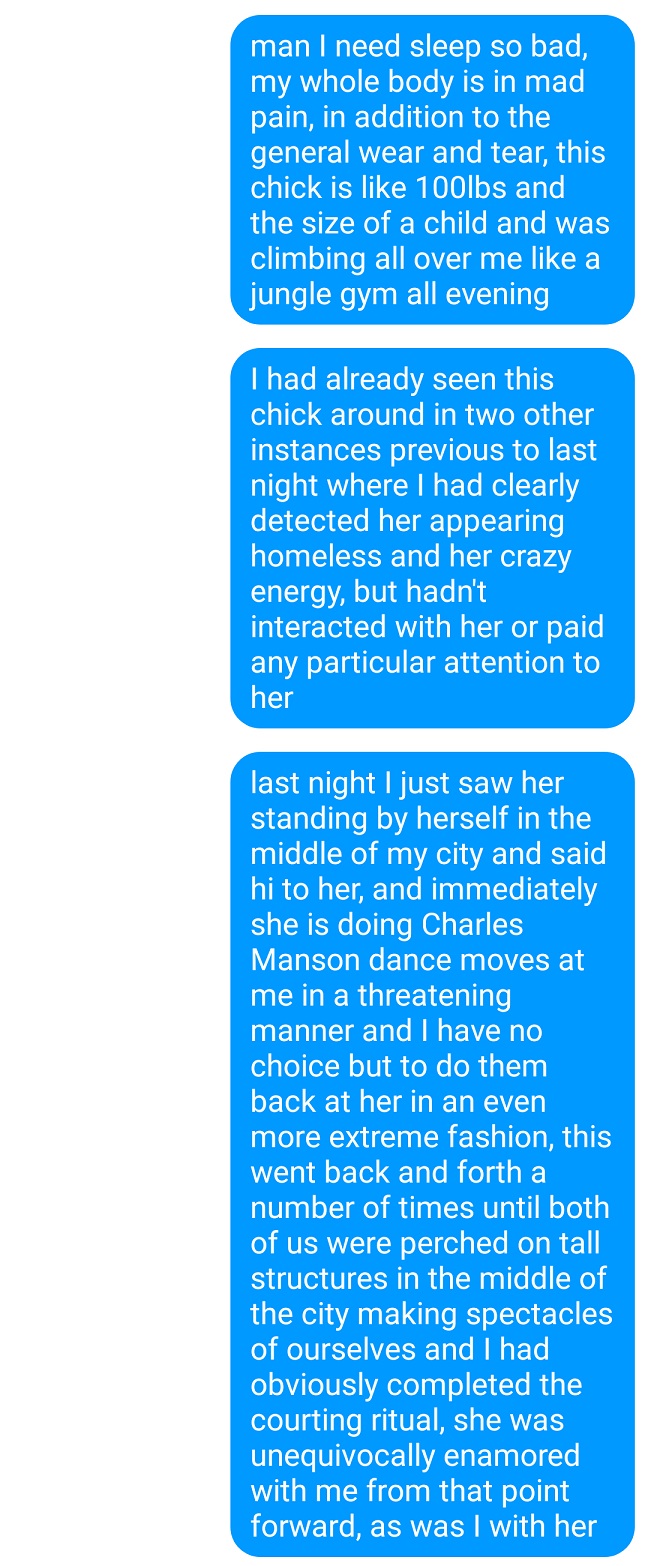 man I need sleep so bad,
my whole body is in mad
pain, in addition to the
general wear and tear, this
chick is like 100lbs and
the size of a child and was
climbing all over me like a
jungle gym all evening
I had already seen this
chick around in two other
instances previous to last
night where I had clearly
detected her appearing
homeless and her crazy
energy, but hadn't
interacted with her or paid
any particular attention to
her
last night I just saw her
standing by herself in the
middle of my city and said
hi to her, and immediately
she is doing Charles
Manson dance moves at
me in a threatening
manner and I have no
choice but to do them
back at her in an even
more extreme fashion, this
went back and forth a
number of times until both
of us were perched on tall
structures in the middle of
the city making spectacles
of ourselves and I had
obviously completed the
courting ritual, she was
unequivocally enamored
with me from that point
forward, as was I with her